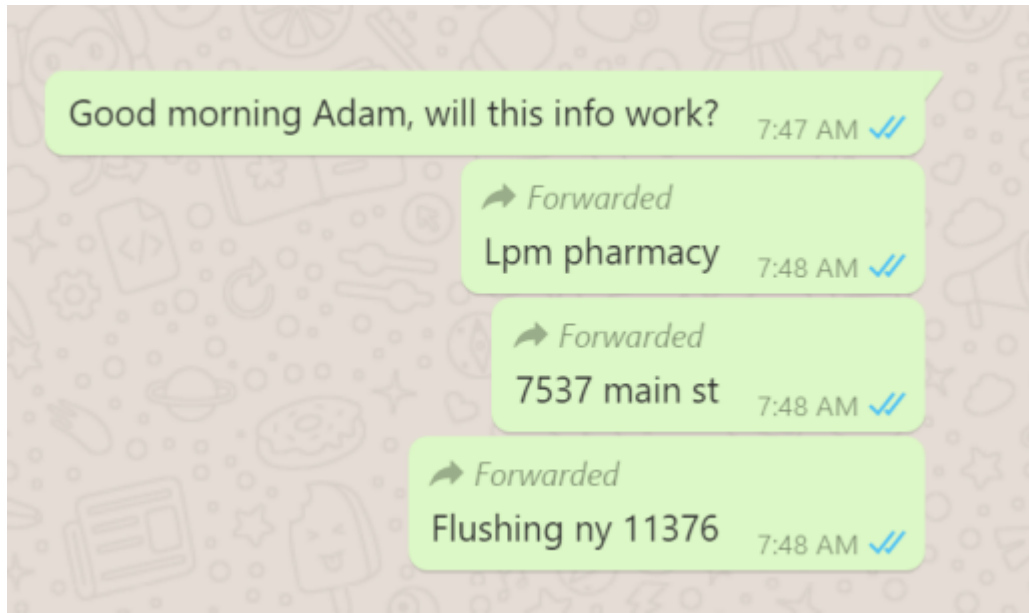 Good morning Adam, will this info work? 7:47 AM
Forwarded
Lpm pharmacy 7:48 AM
Forwarded
7537 main st 7:48 AM
Forwarded
Flushing ny 11376 7:48 AM